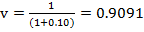 v = 1/(1+0.10) = 0.9091